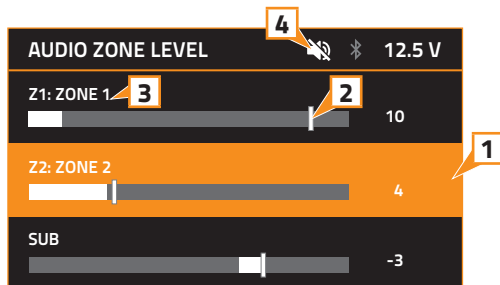 4
AUDIO ZONE LEVEL 12.5 V
Z1: ZONE 1 3 2
10
1
Z2: ZONE 2
4
SUB
-3